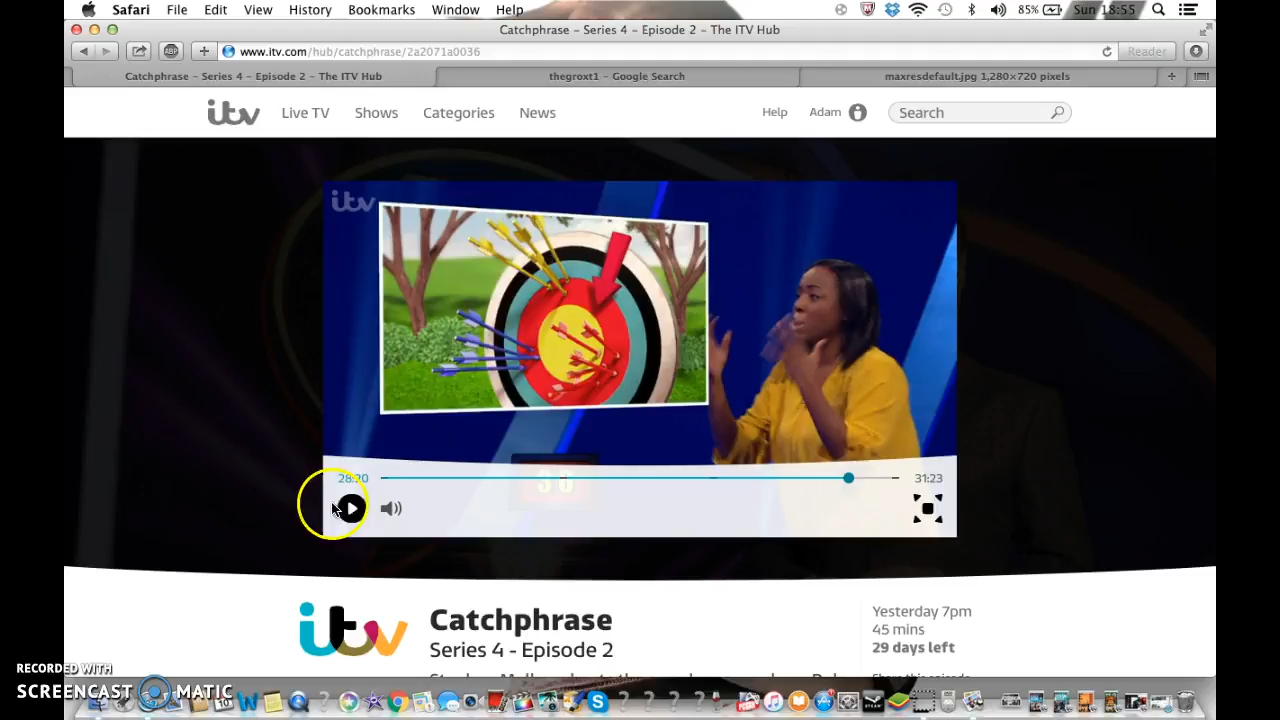 Safari File Edit View History Bookmarks Window Help 85% Sun 18:55
Catchphrase – Series 4 – Episode 2 – The ITV Hub
ABP www.itv.com/hub/catchphrase/2a2071a0036 Reader
Catchphrase – Series 4 – Episode 2 – The ITV Hub thegroxt1 – Google Search maxresdefault.jpg 1,280×720 pixels
itv Live TV Shows Categories News Help Adam Search
itv
28:20 31:23
itv Catchphrase Yesterday 7pm
Series 4 - Episode 2 45 mins
29 days left
RECORDED WITH
SCREENCAST MATIC